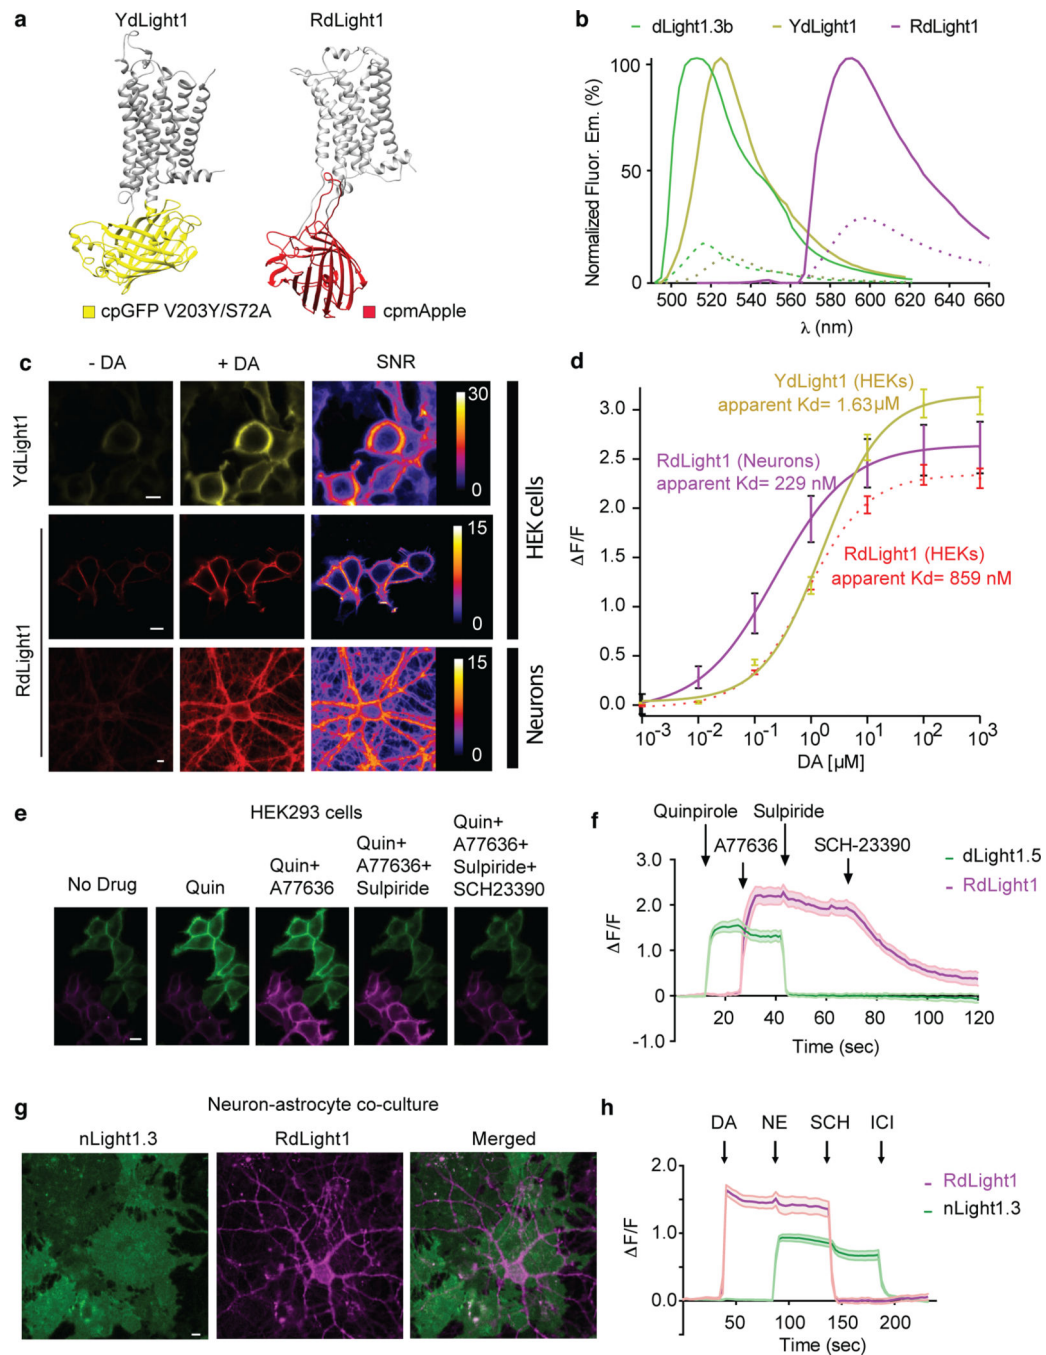 a
YdLight1
RdLight1
cpGFP V203Y/S72A
cpmApple
b
dLight1.3b
YdLight1
RdLight1
Normalized Fluor. Em. (%)
100
50
0
500
520
540
560
580
600
620
640
660
λ (nm)
c
- DA
+ DA
SNR
YdLight1
RdLight1
30
0
15
0
15
0
HEK cells
Neurons
d
YdLight1 (HEKs)
apparent Kd= 1.63µM
RdLight1 (Neurons)
apparent Kd= 229 nM
RdLight1 (HEKs)
apparent Kd= 859 nM
ΔF/F
3.0
2.5
2.0
1.5
1.0
0.5
0.0
10⁻³
10⁻²
10⁻¹
10⁰
10¹
10²
10³
DA [µM]
e
HEK293 cells
No Drug
Quin
Quin+
A77636
Quin+
A77636+
Sulpiride
Quin+
A77636+
Sulpiride+
SCH23390
f
Quinpirole
Sulpiride
A77636
SCH-23390
dLight1.5
RdLight1
ΔF/F
3.0
2.0
1.0
0
-1.0
20
40
60
80
100
120
Time (sec)
g
Neuron-astrocyte co-culture
nLight1.3
RdLight1
Merged
h
DA
NE
SCH
ICI
RdLight1
nLight1.3
ΔF/F
2.0
1.0
0.0
50
100
150
200
Time (sec)